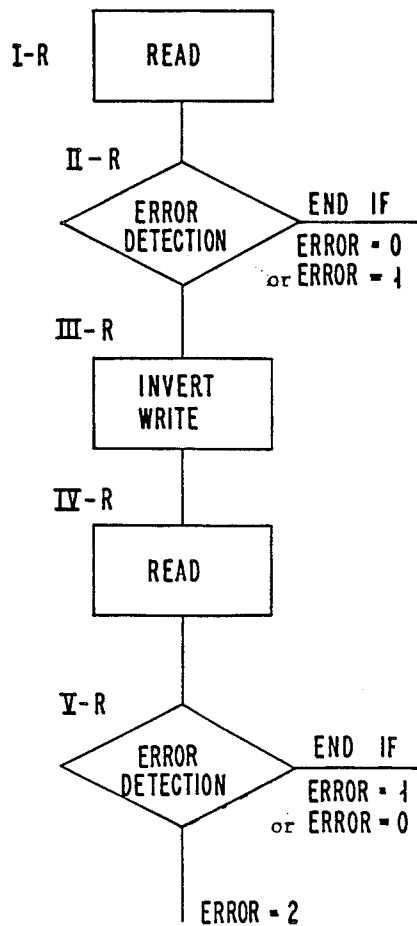 I-R
READ
II-R
ERROR
DETECTION
END IF
ERROR = 0
or ERROR = 1
III-R
INVERT
WRITE
IV-R
READ
V-R
ERROR
DETECTION
END IF
ERROR = 1
or ERROR = 0
ERROR = 2